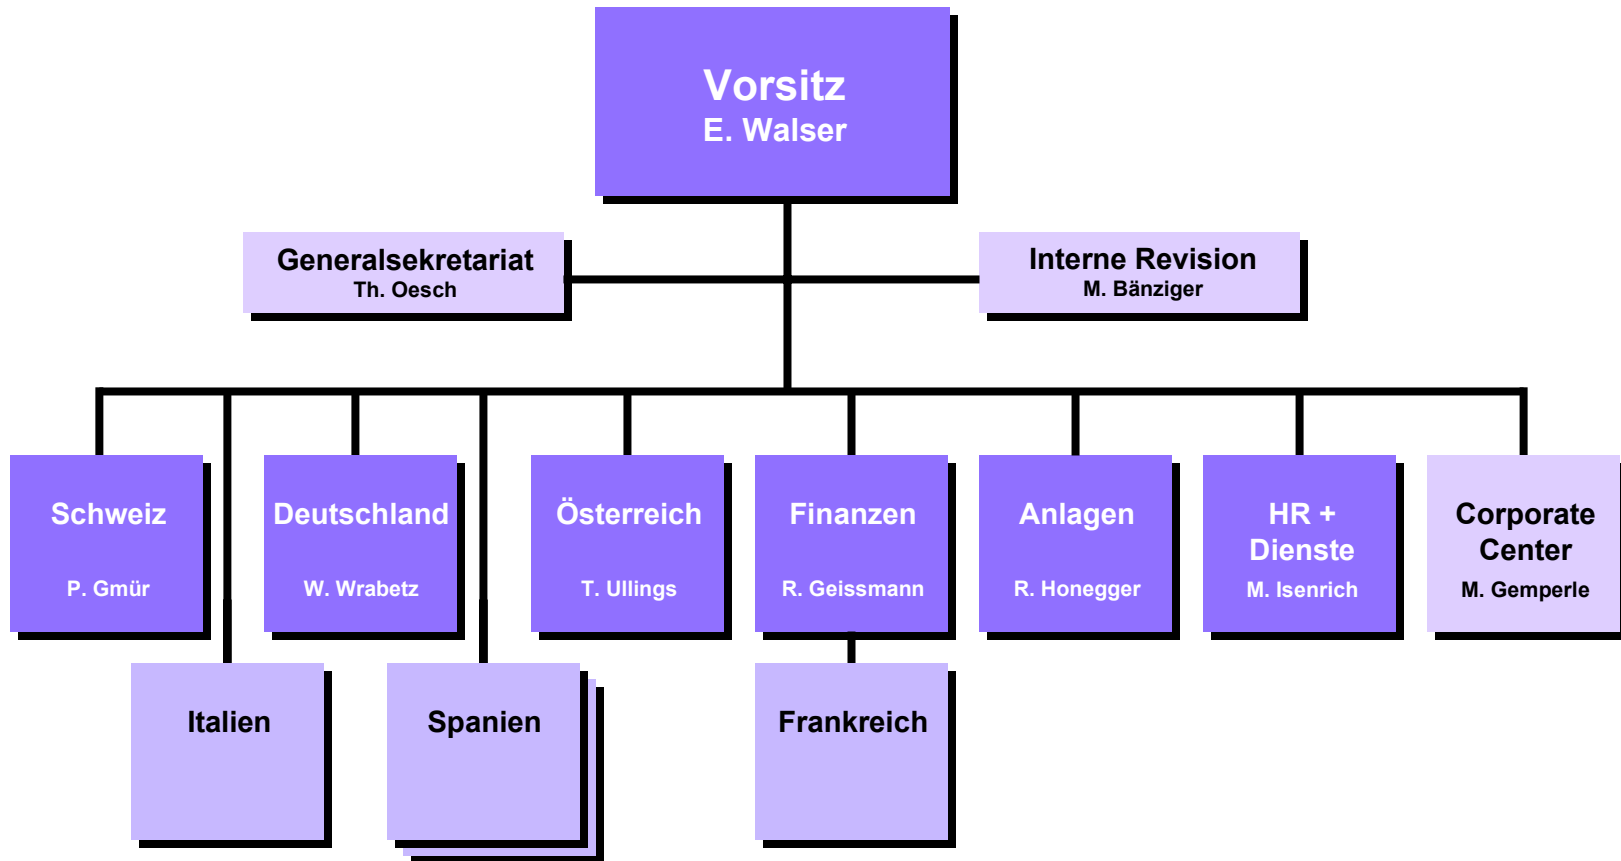 Vorsitz
E. Walser
Generalsekretariat
Th. Oesch
Interne Revision
M. Bänziger
Schweiz
P. Gmür
Deutschland
W. Wrabetz
Österreich
T. Ullings
Finanzen
R. Geissmann
Anlagen
R. Honegger
HR +
Dienste
M. Isenrich
Corporate
Center
M. Gemperle
Italien
Spanien
Frankreich